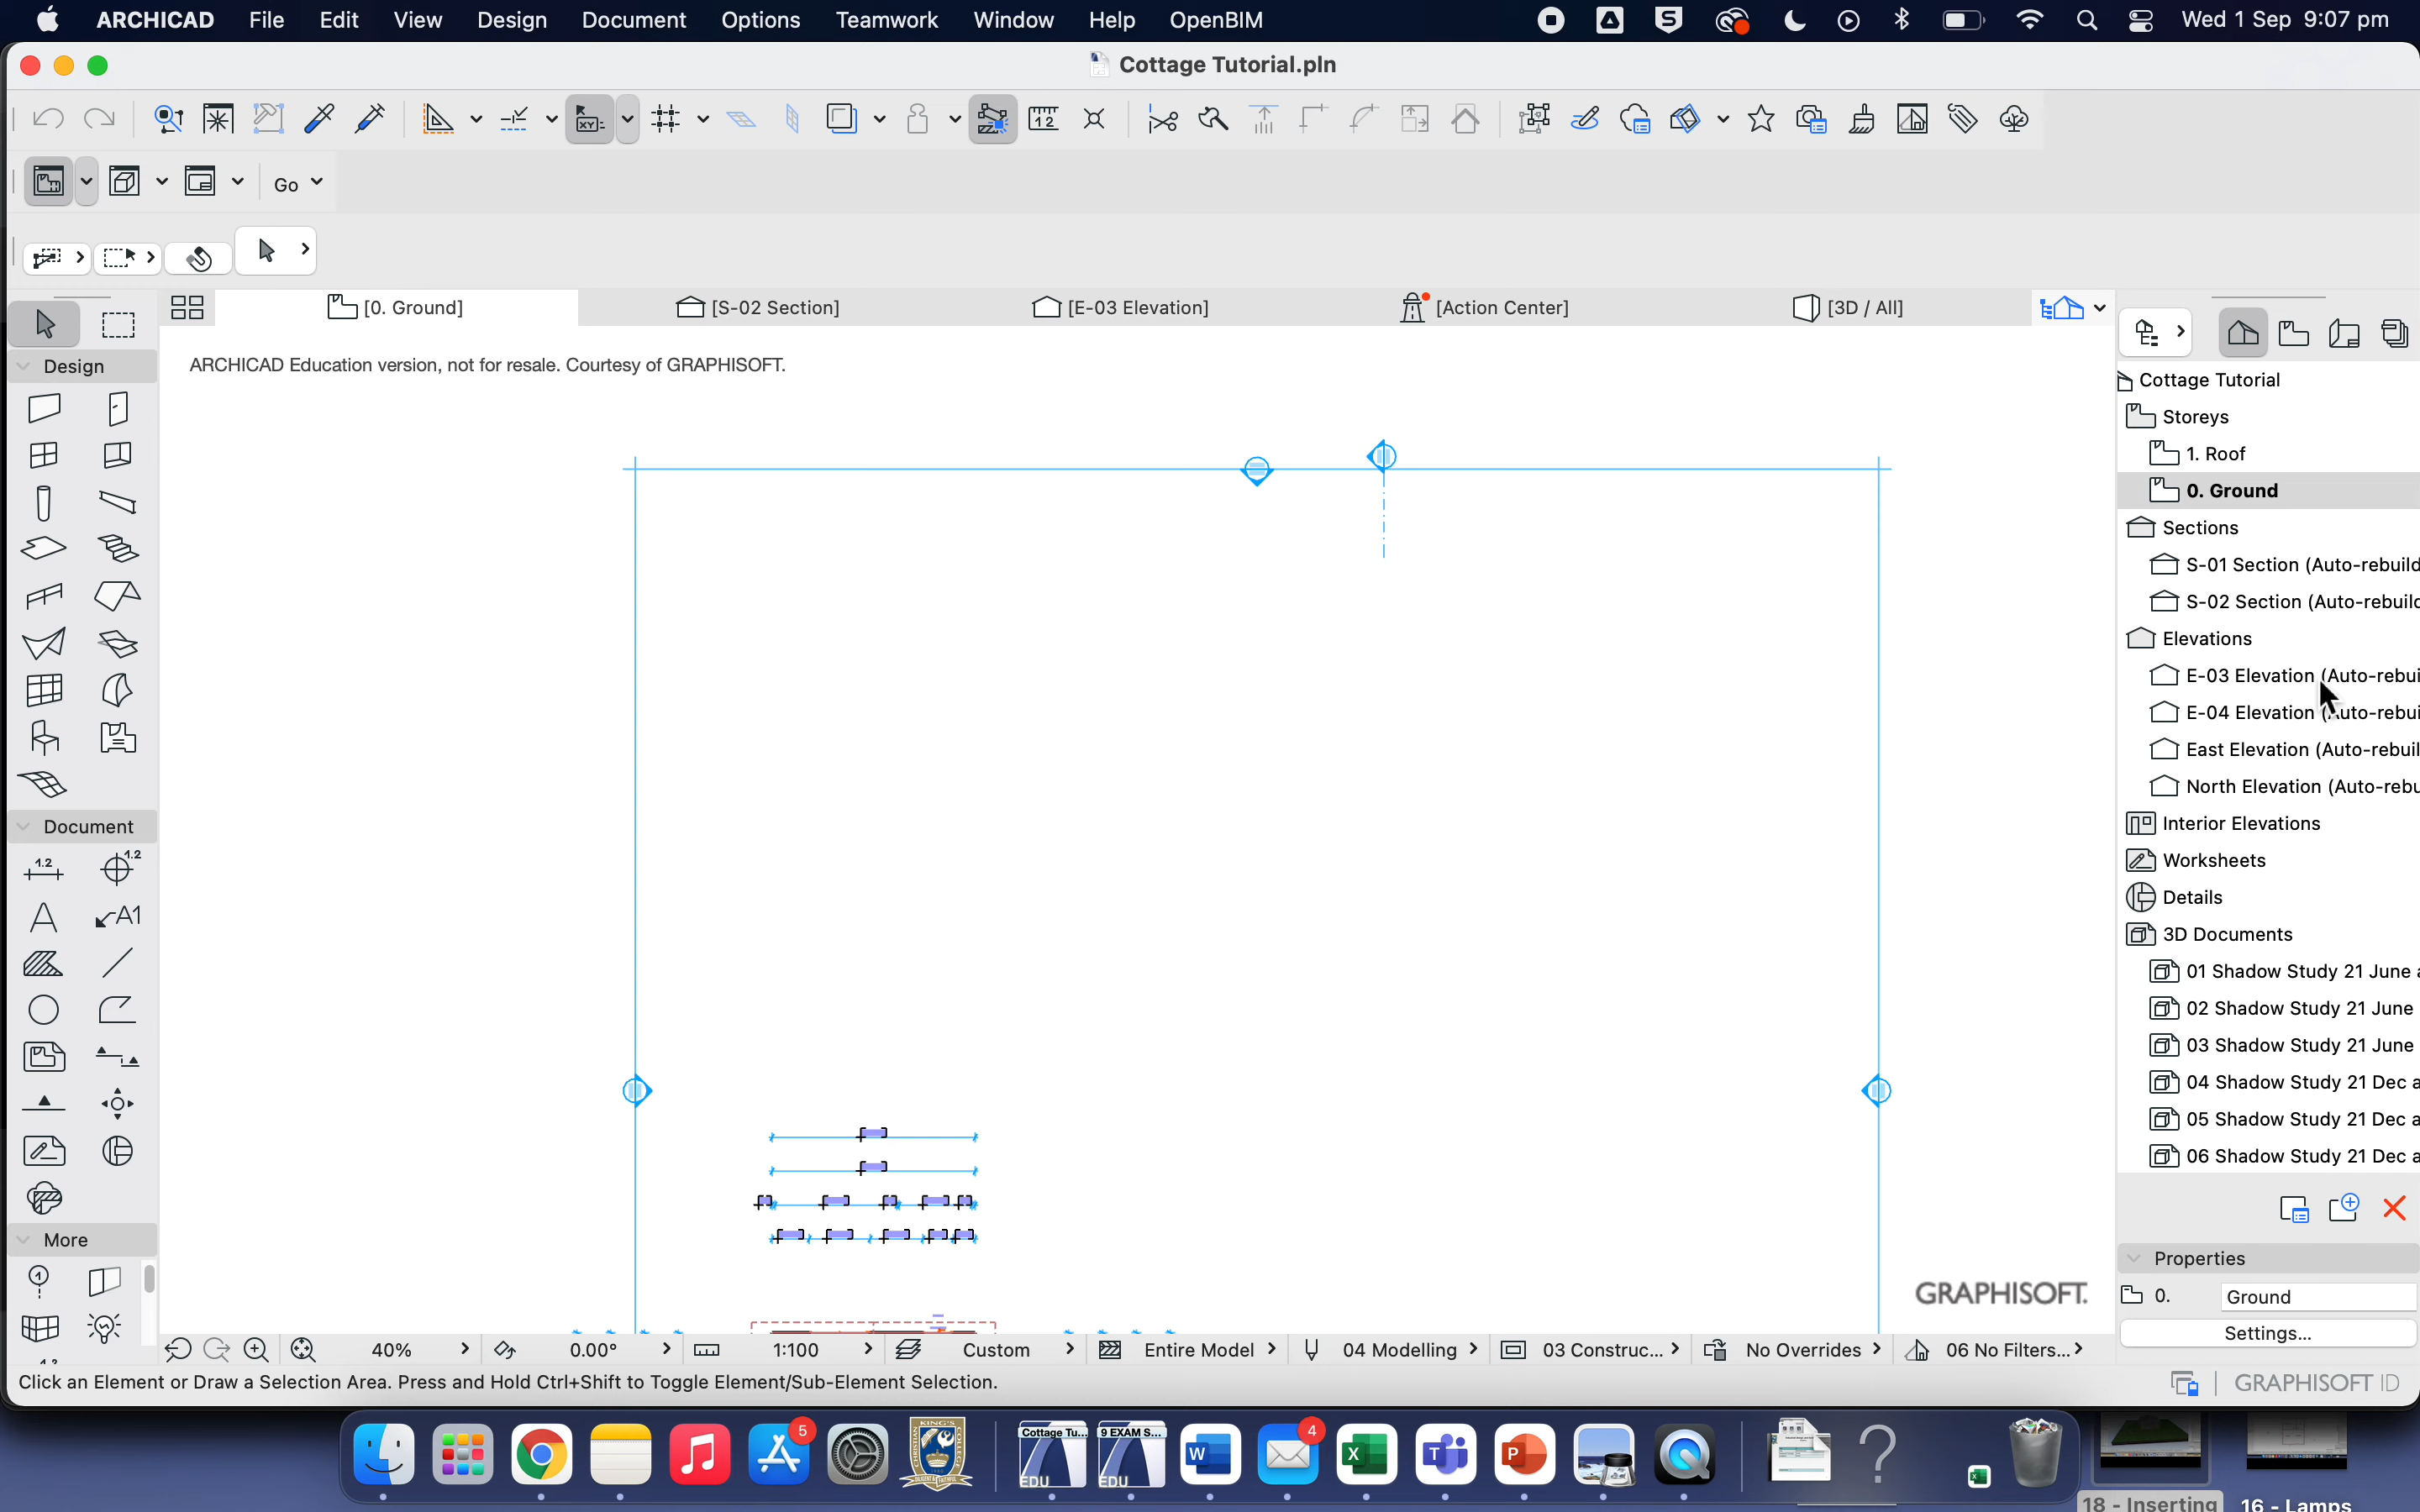 ARCHICAD File Edit View Design Document Options Teamwork Window Help OpenBIM Wed 1 Sep 9:07 pm
Cottage Tutorial.pln
Go
[0. Ground] [S-02 Section] [E-03 Elevation] [Action Center] [3D / All]
ARCHICAD Education version, not for resale. Courtesy of GRAPHISOFT.
Design
Document
More
Cottage Tutorial
Storeys
1. Roof
0. Ground
Sections
S-01 Section (Auto-rebuild
S-02 Section (Auto-rebuild
Elevations
E-03 Elevation (Auto-rebui
E-04 Elevation (Auto-rebui
East Elevation (Auto-rebuil
North Elevation (Auto-rebu
Interior Elevations
Worksheets
Details
3D Documents
01 Shadow Study 21 June a
02 Shadow Study 21 June
03 Shadow Study 21 June
04 Shadow Study 21 Dec a
05 Shadow Study 21 Dec a
06 Shadow Study 21 Dec a
Properties
0. Ground
Settings...
GRAPHISOFT.
40% 0.00° 1:100 Custom Entire Model 04 Modelling 03 Construc... No Overrides 06 No Filters...
Click an Element or Draw a Selection Area. Press and Hold Ctrl+Shift to Toggle Element/Sub-Element Selection.
GRAPHISOFT ID
5
4
Cottage Tu...
9 EXAM S...
EDU
EDU
18 - Inserting
16 - Lamps